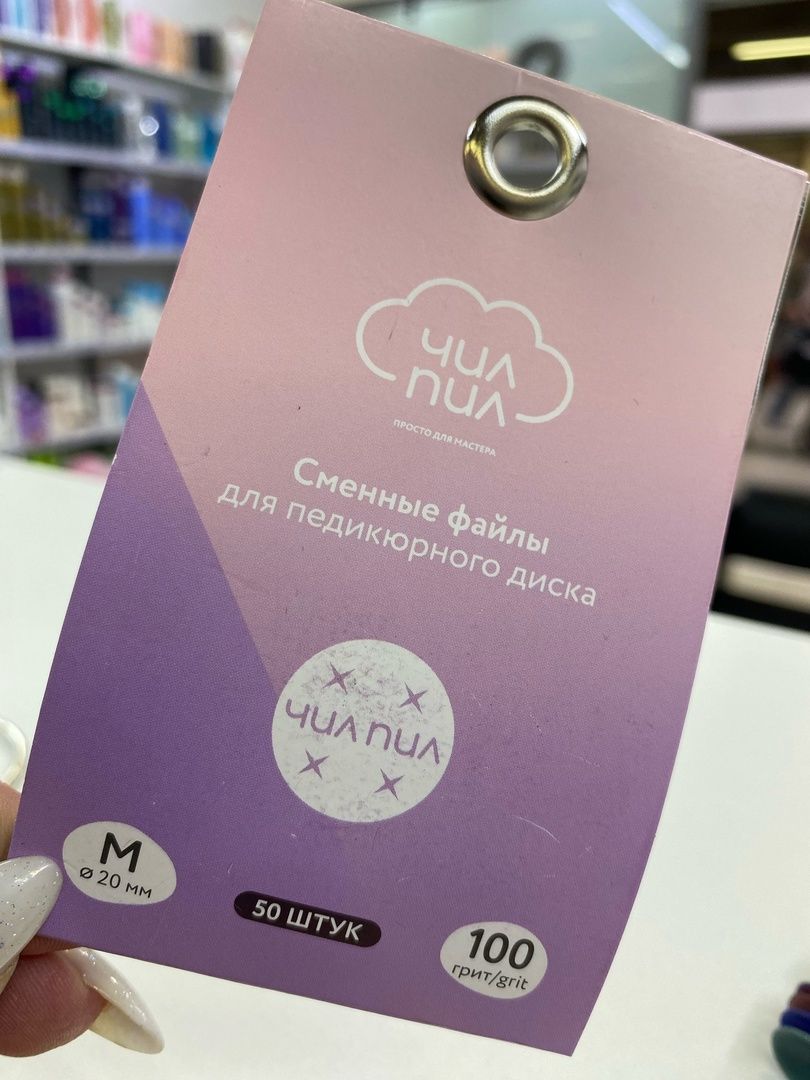 чил
пил
ПРОСТО ДЛЯ МАСТЕРА
Сменные файлы
для педикюрного диска
чил пил
M
ø 20 мм
50 ШТУК
100
грит/grit